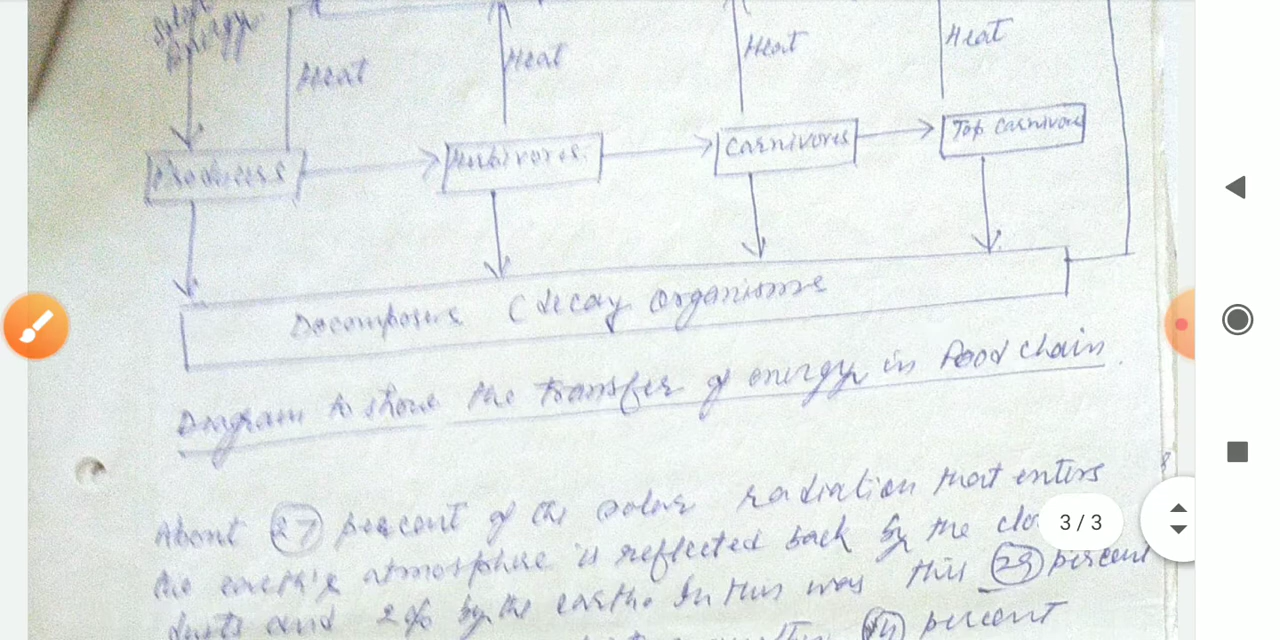 Solar
Energy
Heat
Heat
Heat
Heat
Producers
Herbivores.
Carnivores
Top carnivores
Decomposers (decay organisms
Diagram to show the transfer of energy in Food chain.
About 27 percent of the solar radiation that enters
the earth's atmosphere is reflected back by the
dusts and 2% by the earth. In this way this 29 percent
percent
3/3